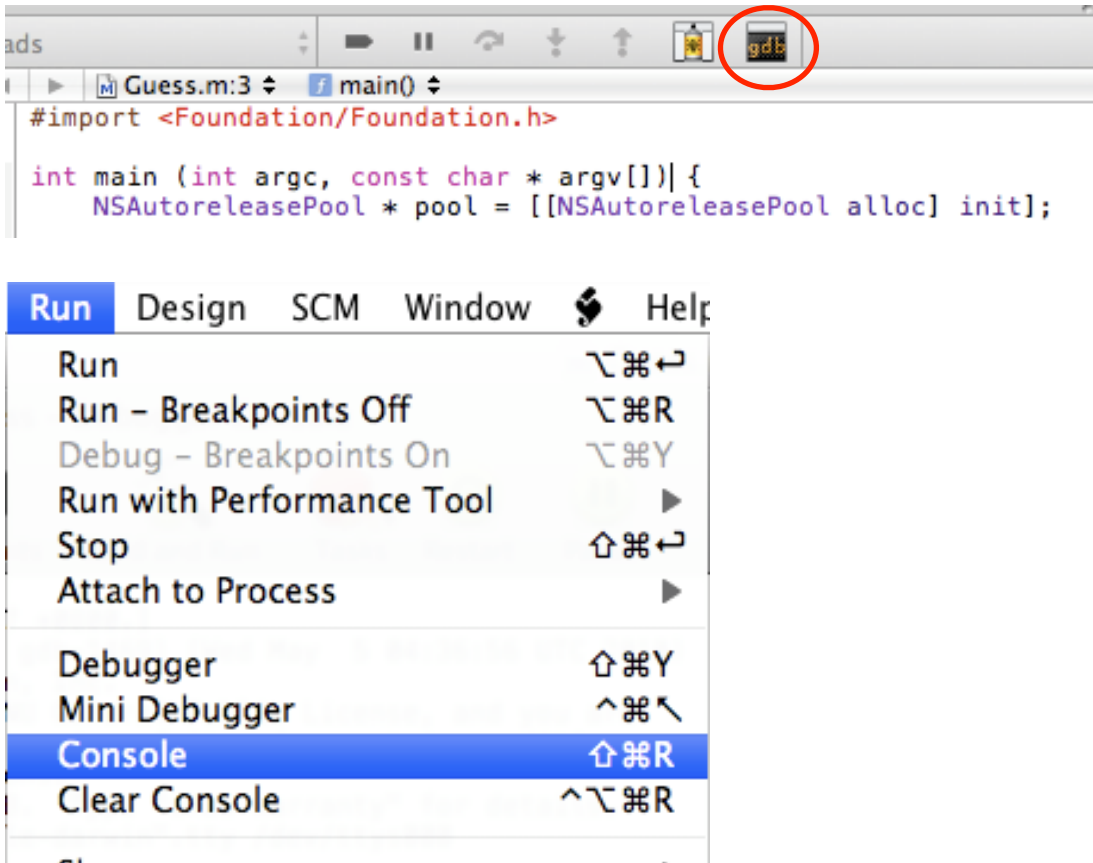 ads
gdb
Guess.m:3
main()
#import <Foundation/Foundation.h>
int main (int argc, const char * argv[]) {
NSAutoreleasePool * pool = [[NSAutoreleasePool alloc] init];
Run Design SCM Window Help
Run ⌥⌘↩
Run – Breakpoints Off ⌥⌘R
Debug – Breakpoints On ⌥⌘Y
Run with Performance Tool ▶
Stop ⇧⌘↩
Attach to Process ▶
Debugger ⇧⌘Y
Mini Debugger ^⌘↖
Console ⇧⌘R
Clear Console ^⌥⌘R